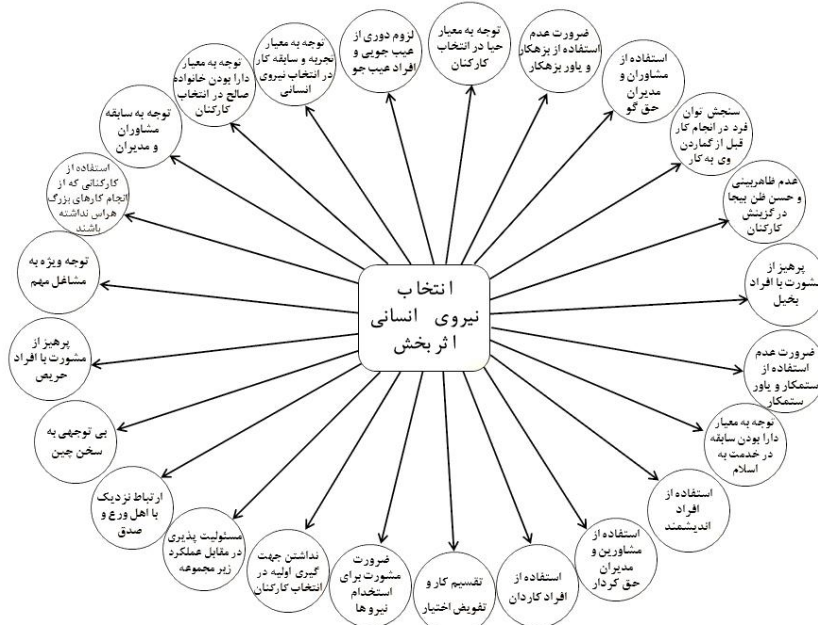 انتخاب
نیروی انسانی
اثربخش
توجه به معیار
حیا در انتخاب
کارکنان
ضرورت عدم
استفاده از بزهکار
و یاور بزهکار
استفاده از
مشاوران و
مدیران
حق گو
سنجش توان
فرد در انجام کار
قبل از گماردن
وی به کار
عدم ظاهربینی
و حسن ظن بیجا
در گزینش
کارکنان
پرهیز از
مشورت با افراد
بخیل
ضرورت عدم
استفاده از
ستمکار و یاور
ستمکار
توجه به معیار
دارا بودن سابقه
در خدمت به
اسلام
استفاده از
افراد
اندیشمند
استفاده از
مشاورین و
مدیران
حق کردار
استفاده از
افراد کاردان
تقسیم کار و
تفویض اختیار
ضرورت
مشورت برای
استخدام
نیروها
نداشتن جهت
گیری اولیه در
انتخاب کارکنان
مسئولیت پذیری
در مقابل عملکرد
زیر مجموعه
ارتباط نزدیک
با اهل ورع و
صدق
بی توجهی به
سخن چین
پرهیز از
مشورت با افراد
حریص
توجه ویژه به
مشاغل مهم
استفاده از
کارکنانی که از
انجام کارهای بزرگ
هراس نداشته
باشند
توجه به سابقه
مشاوران
و مدیران
توجه به معیار
دارا بودن خانواده
صالح در انتخاب
کارکنان
توجه به معیار
تجربه و سابقه کار
در انتخاب نیروی
انسانی
لزوم دوری از
عیب جویی و
افراد عیب جو